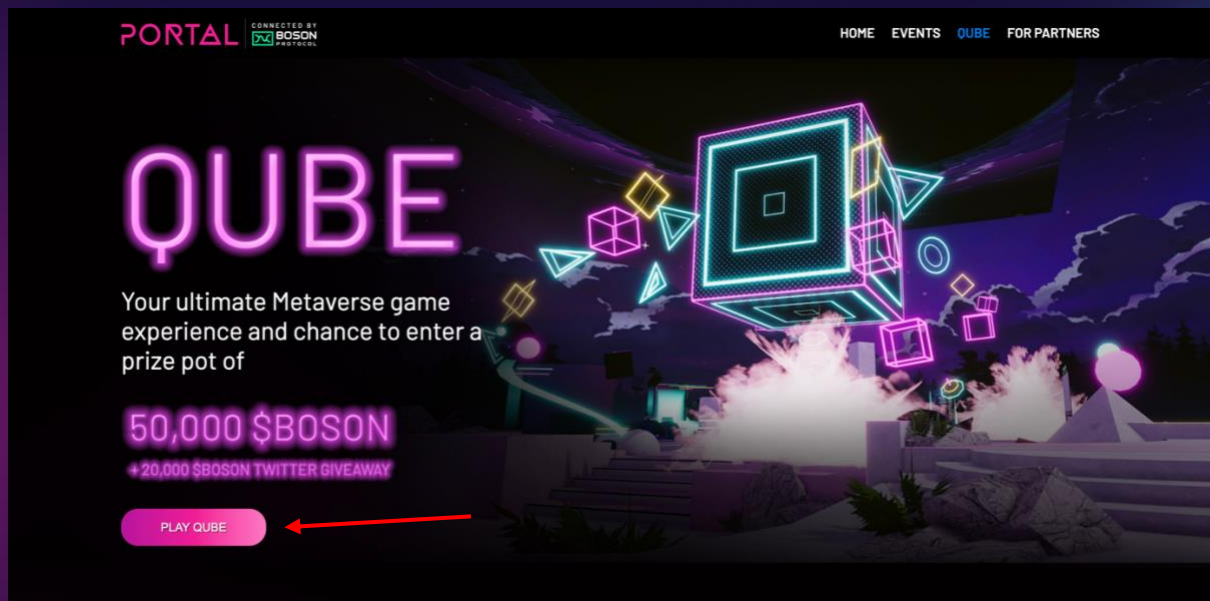 PORTAL
CONNECTED BY
BOSON
PROTOCOL
HOME EVENTS QUBE FOR PARTNERS
QUBE
Your ultimate Metaverse game
experience and chance to enter a
prize pot of
50,000 $BOSON
+20,000 $BOSON TWITTER GIVEAWAY
PLAY QUBE